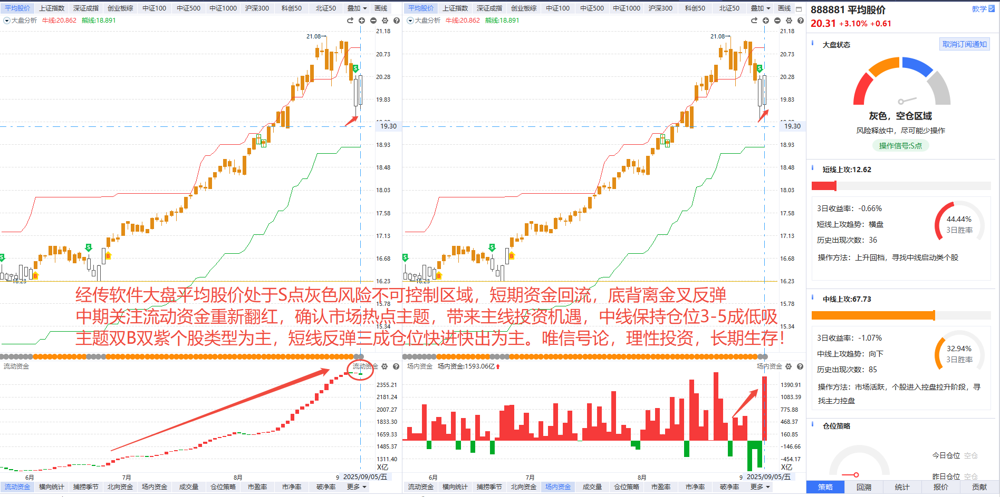 平均股价 上证指数 深证成指 创业板综 中证100 中证500 中证1000 沪深300 科创50 北证50 叠加 画线
大盘分析 牛线:20.862 熊线:18.891
21.08
21.18
20.73
20.28
19.83
19.30
18.93
18.48
18.03
17.58
17.13
16.68
16.23
15.78
15.34
S
S
S
B
B
16.23
平均股价 上证指数 深证成指 创业板综 中证100 中证500 中证1000 沪深300 科创50 北证50 叠加 画线
大盘分析 牛线:20.862 熊线:18.891
21.08
21.18
20.73
20.28
19.83
19.30
18.93
18.48
18.03
17.58
17.13
16.68
16.23
15.78
15.34
S
S
S
B
B
16.23
经传软件大盘平均股价处于S点灰色风险不可控制区域，短期资金回流，底背离金叉反弹
中期关注流动资金重新翻红，确认市场热点主题，带来主线投资机遇，中线保持仓位3-5成低吸
主题双B双紫个股类型为主，短线反弹三成仓位快进快出为主。唯信号论，理性投资，长期生存！
流动资金 流动资金
2355.21
2181.24
2007.27
1833.30
1659.33
1485.37
1311.40
X亿
6月 7月 8月 9 2025/09/05/五
流动资金 横向统计 捕捞季节 北向资金 场内资金 成交量 仓位策略 市盈率 市净率 破净率 更多
场内资金 场内资金:1593.06亿 场内资金
1390.91
1083.39
775.88
468.37
160.85
-146.66
-454.17
X亿
6月 7月 8月 9 2025/09/05/五
流动资金 横向统计 捕捞季节 北向资金 场内资金 成交量 仓位策略 市盈率 市净率 破净率 更多
888881 平均股价 教学
20.31 +3.10% +0.61
大盘状态 取消订阅通知
灰色，空仓区域
风险释放中，尽可能少操作
操作信号:S点
短线上攻:12.62
3日收益率：-0.66%
短线上攻趋势：横盘
历史出现次数：36
44.44%
3日胜率
操作方法：上升回档，寻找中线启动类个股
中线上攻:67.73
3日收益率：-1.07%
中线上攻趋势：向下
历史出现次数：85
32.94%
3日胜率
操作方法：市场活跃，个股进入控盘拉升阶段，寻
找主力控盘
仓位策略
今日仓位 空仓
昨日仓位 空仓
策略 回溯 统计 报价 贡献